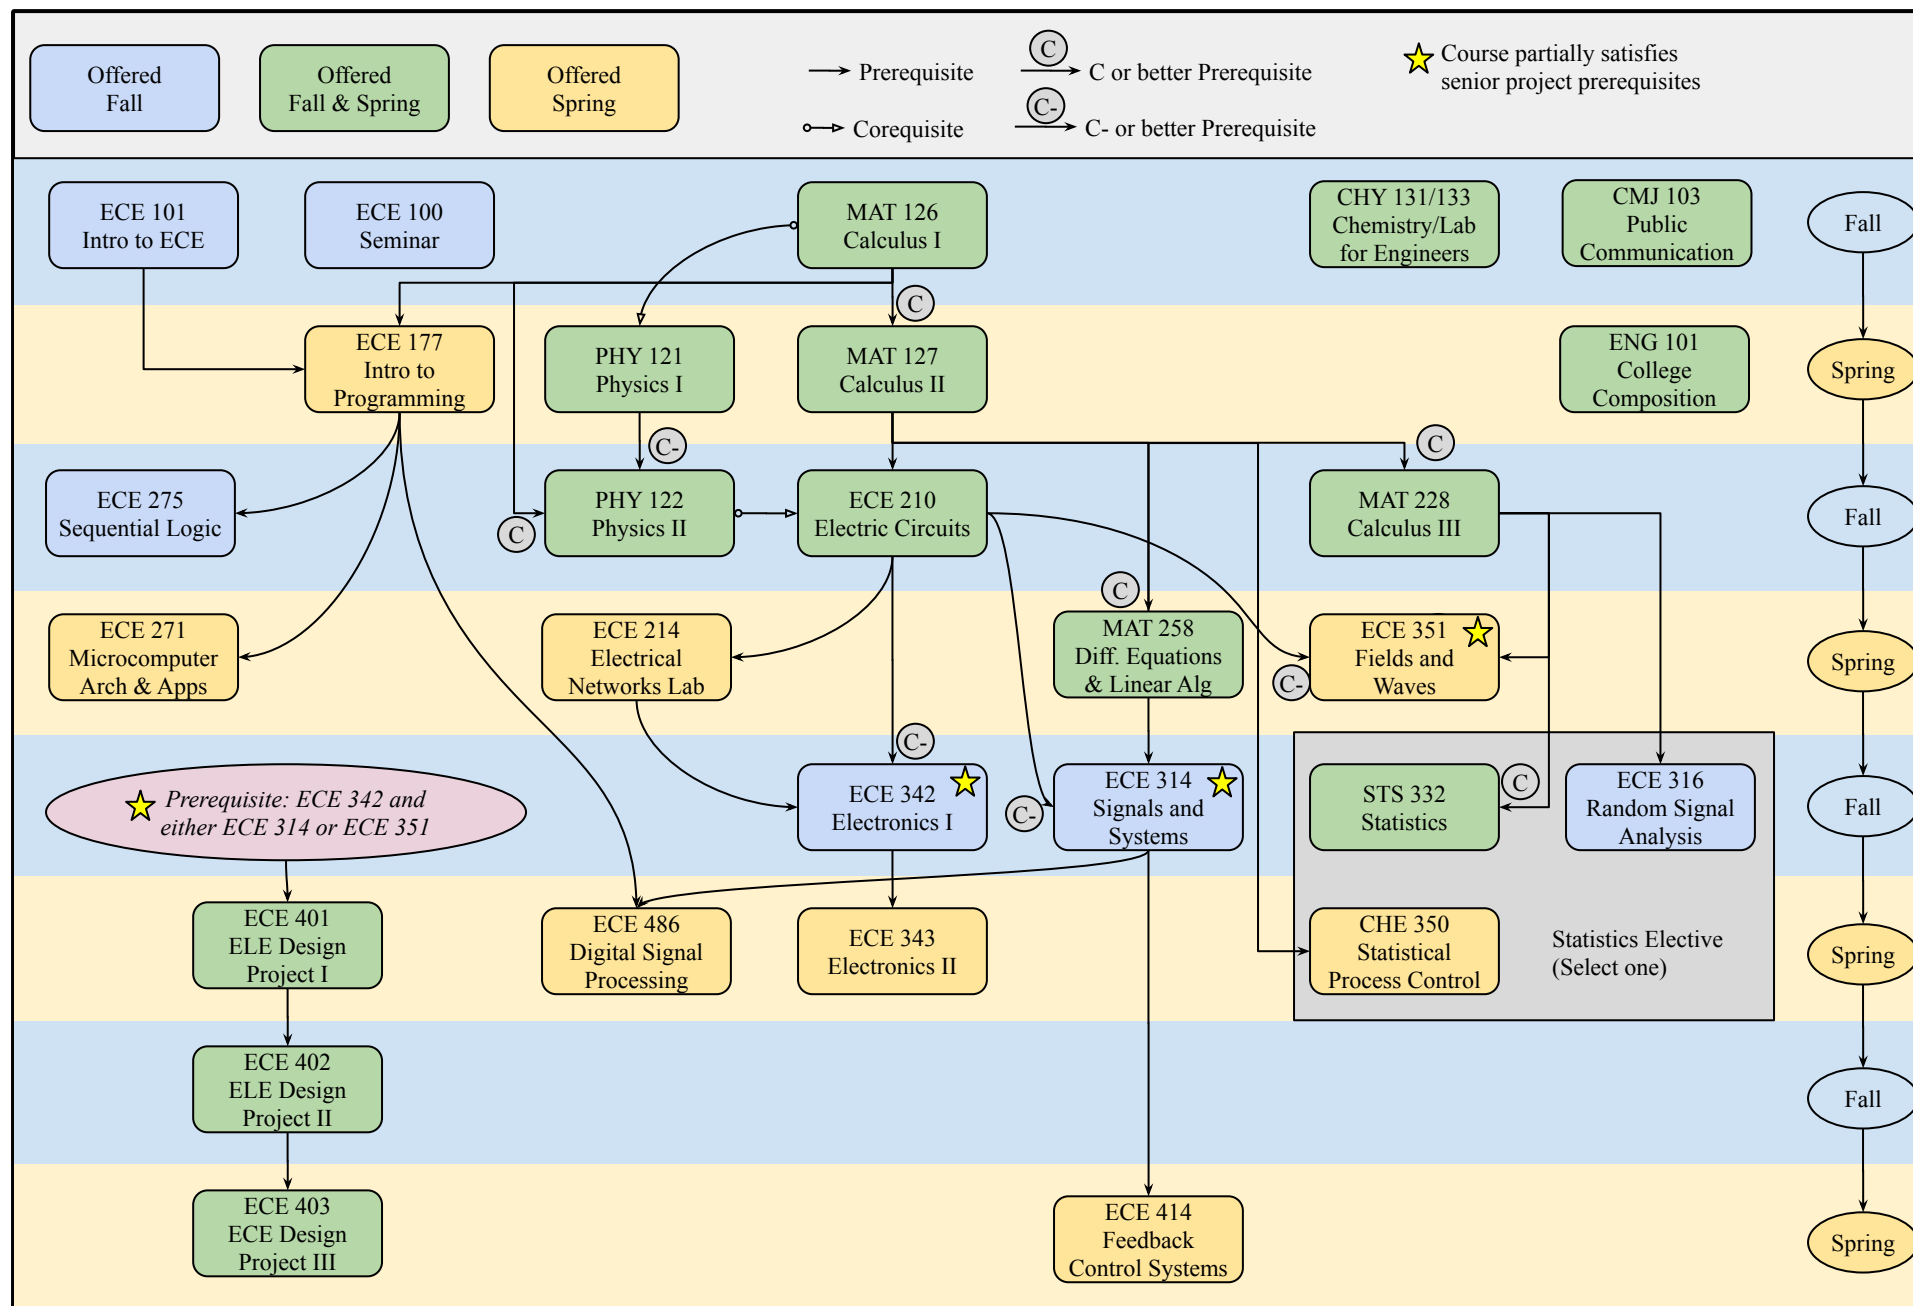 Offered
Fall
Offered
Fall & Spring
Offered
Spring
Prerequisite
Corequisite
C
C or better Prerequisite
C-
C- or better Prerequisite
Course partially satisfies
senior project prerequisites
ECE 101
Intro to ECE
ECE 100
Seminar
MAT 126
Calculus I
CHY 131/133
Chemistry/Lab
for Engineers
CMJ 103
Public
Communication
Fall
C
ECE 177
Intro to
Programming
PHY 121
Physics I
MAT 127
Calculus II
ENG 101
College
Composition
Spring
C-
C
ECE 275
Sequential Logic
C
PHY 122
Physics II
ECE 210
Electric Circuits
MAT 228
Calculus III
Fall
C
ECE 271
Microcomputer
Arch & Apps
ECE 214
Electrical
Networks Lab
MAT 258
Diff. Equations
& Linear Alg
C-
ECE 351
Fields and
Waves
Spring
C-
Prerequisite: ECE 342 and
either ECE 314 or ECE 351
ECE 342
Electronics I
C-
ECE 314
Signals and
Systems
STS 332
Statistics
C
ECE 316
Random Signal
Analysis
Fall
ECE 401
ELE Design
Project I
ECE 486
Digital Signal
Processing
ECE 343
Electronics II
CHE 350
Statistical
Process Control
Statistics Elective
(Select one)
Spring
ECE 402
ELE Design
Project II
Fall
ECE 403
ECE Design
Project III
ECE 414
Feedback
Control Systems
Spring